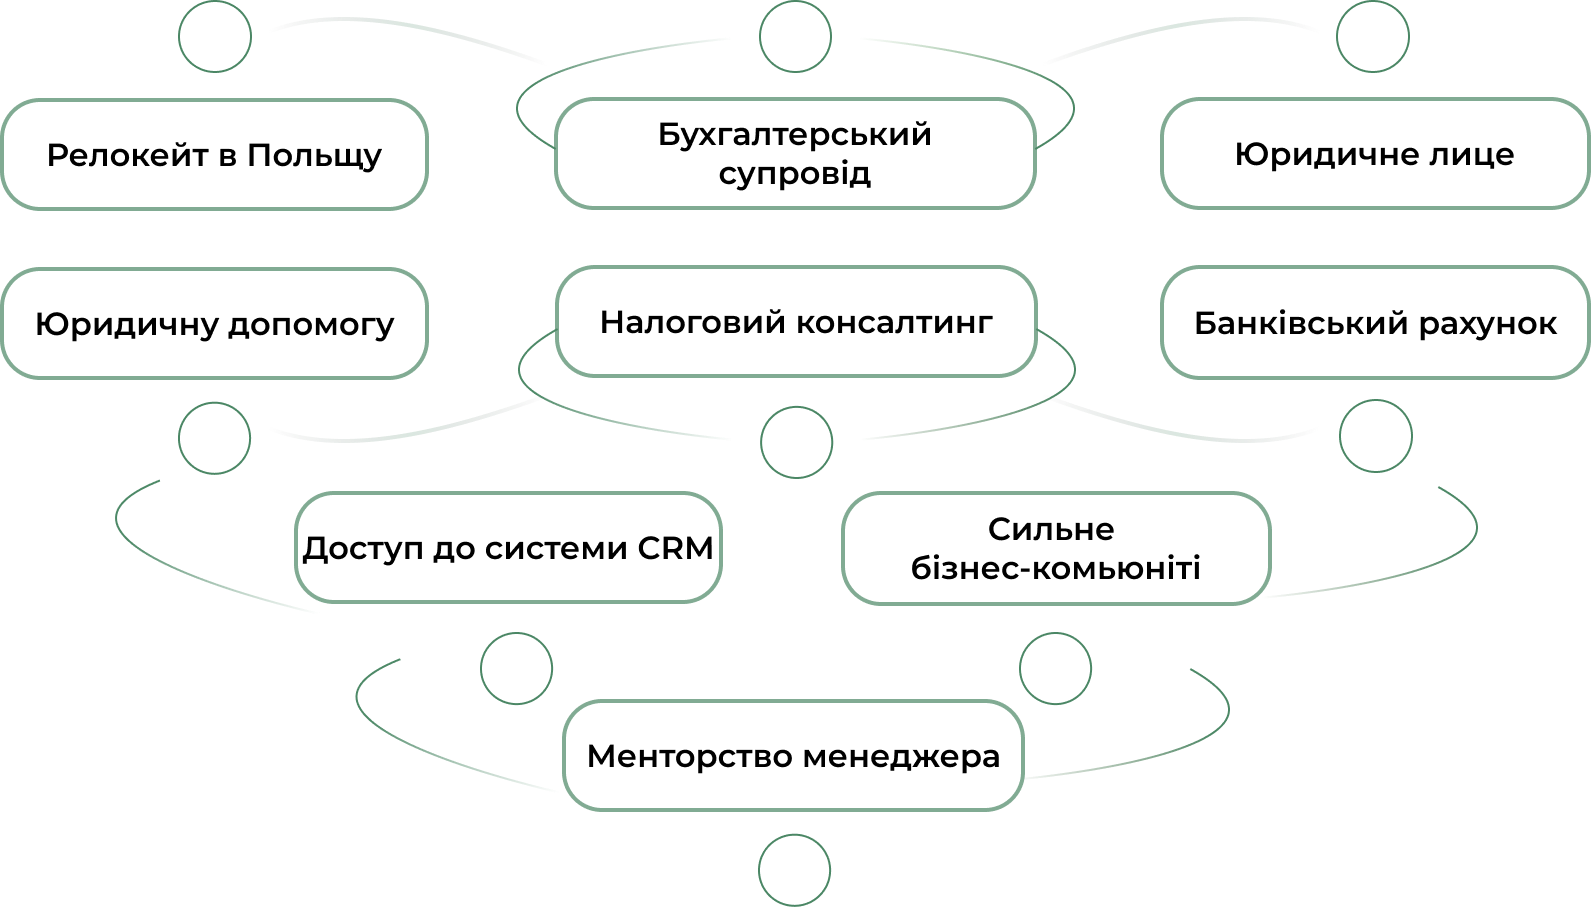 Релокейт в Польщу
Бухгалтерський
супровід
Юридичне лице
Юридичну допомогу
Налоговий консалтинг
Банківський рахунок
Доступ до системи CRM
Сильне
бізнес-комьюніті
Менторство менеджера